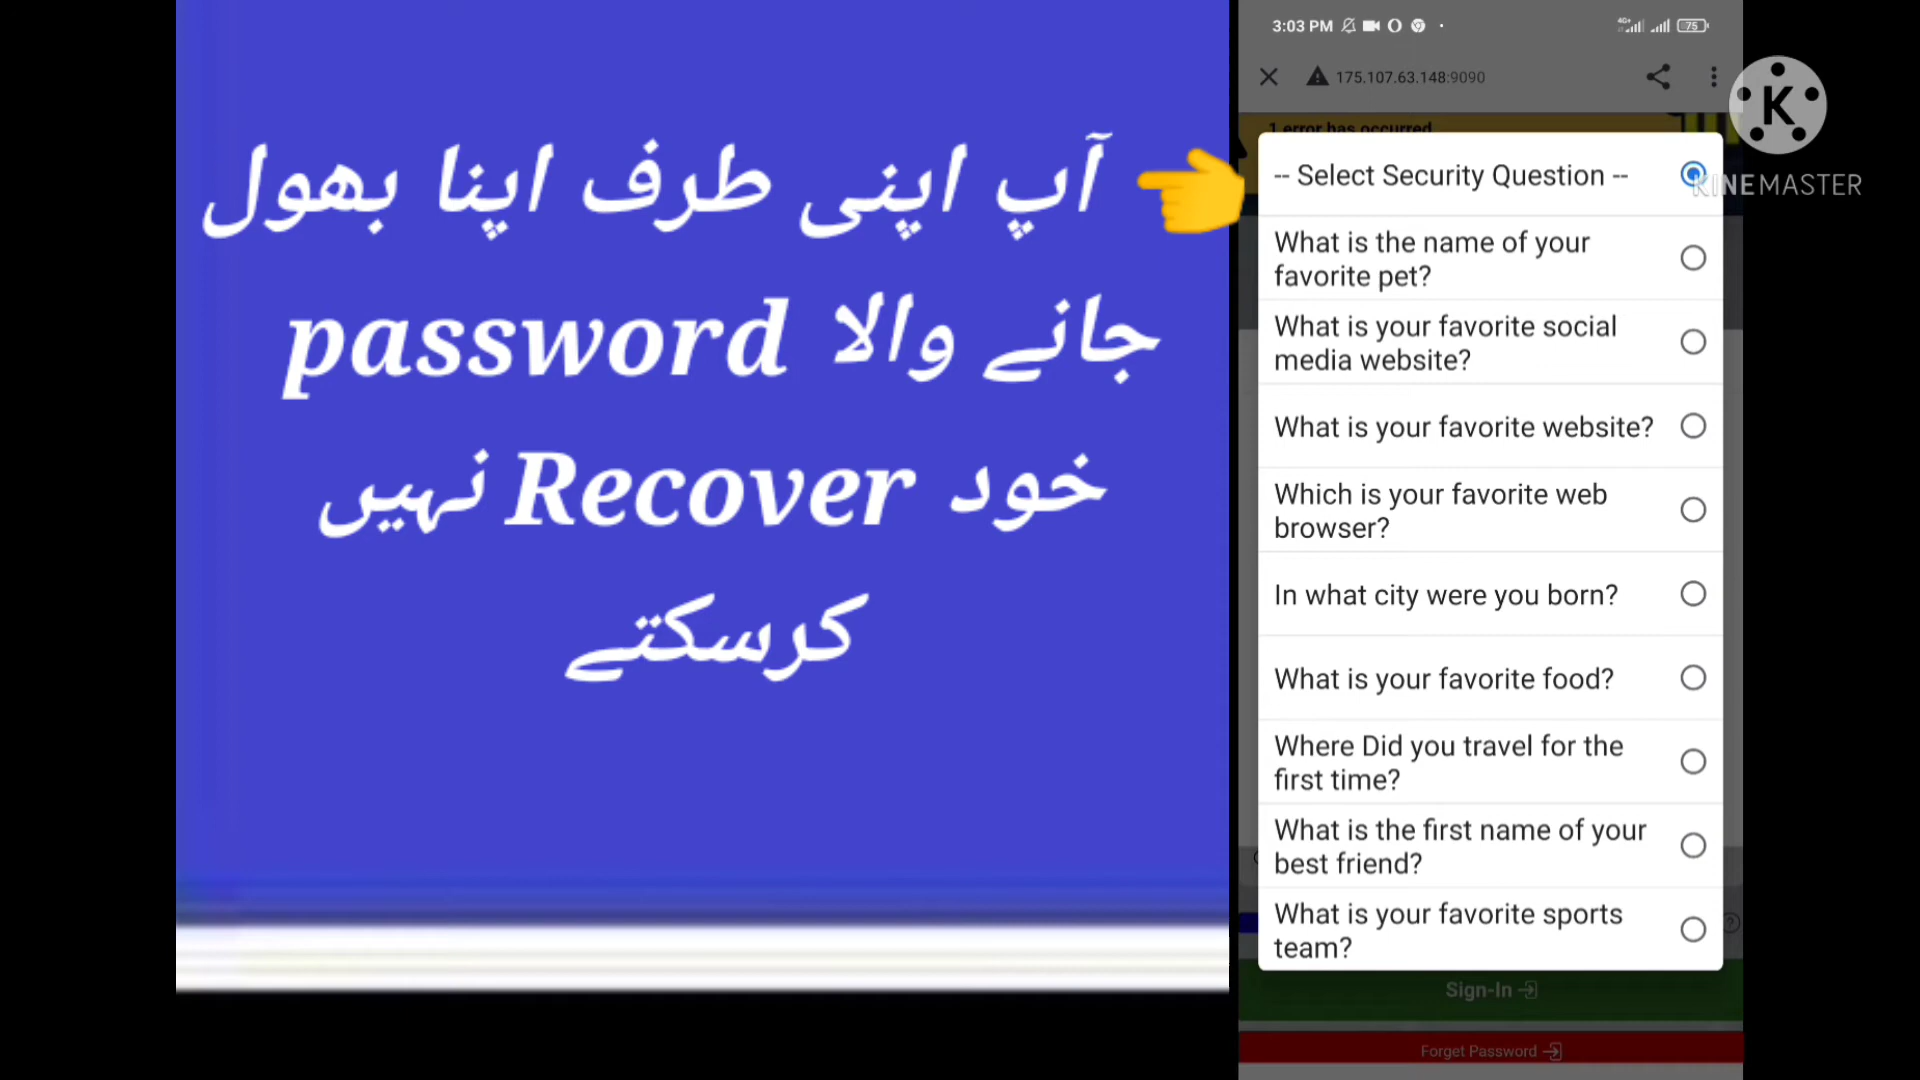 آپ اپنی طرف اپنا بھول
جانے والا password
خود Recover نہیں
کرسکتے
3:03 PM
4G+
75
175.107.63.148:9090
1 error has occurred
-- Select Security Question --
What is the name of your
favorite pet?
What is your favorite social
media website?
What is your favorite website?
Which is your favorite web
browser?
In what city were you born?
What is your favorite food?
Where Did you travel for the
first time?
What is the first name of your
best friend?
What is your favorite sports
team?
Sign-In
Forget Password
K
KINEMASTER